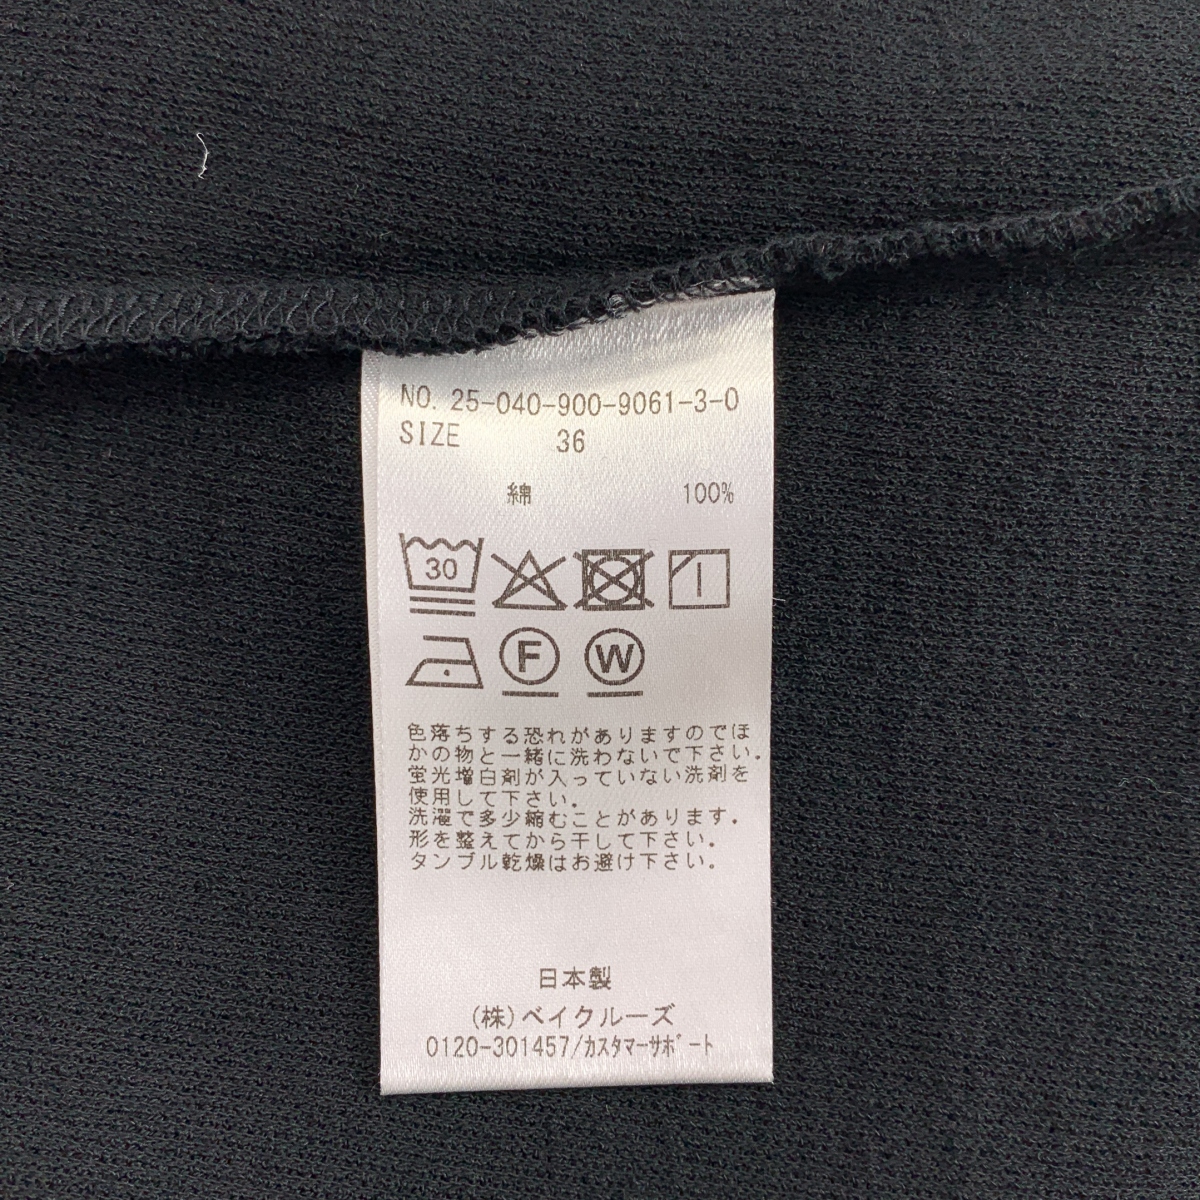 NO. 25-040-900-9061-3-0
SIZE 36
綿 100%
30
F W
色落ちする恐れがありますのでほ
かの物と一緒に洗わないで下さい.
蛍光増白剤が入っていない洗剤を
使用して下さい.
洗濯で多少縮むことがあります.
形を整えてから干して下さい.
タンブル乾燥はお避け下さい.
日本製
(株)ベイクルーズ
0120-301457/ｶｽﾀﾏｰｻﾎﾟｰﾄ